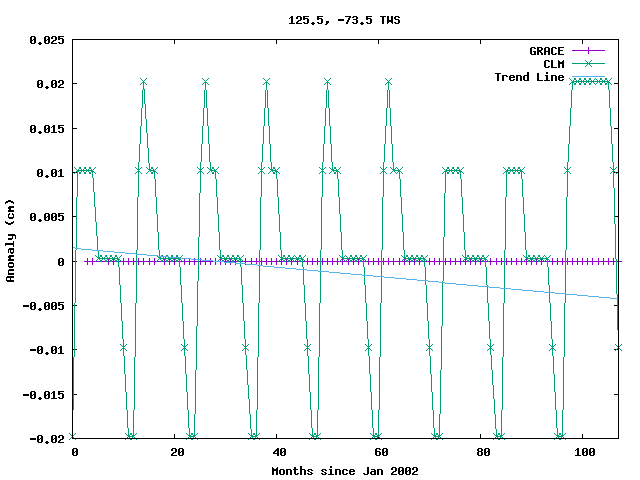 125.5, -73.5 TWS
GRACE
CLM
Trend Line
0.025
0.02
0.015
0.01
0.005
0
-0.005
-0.01
-0.015
-0.02
Anomaly (cm)
0 20 40 60 80 100
Months since Jan 2002